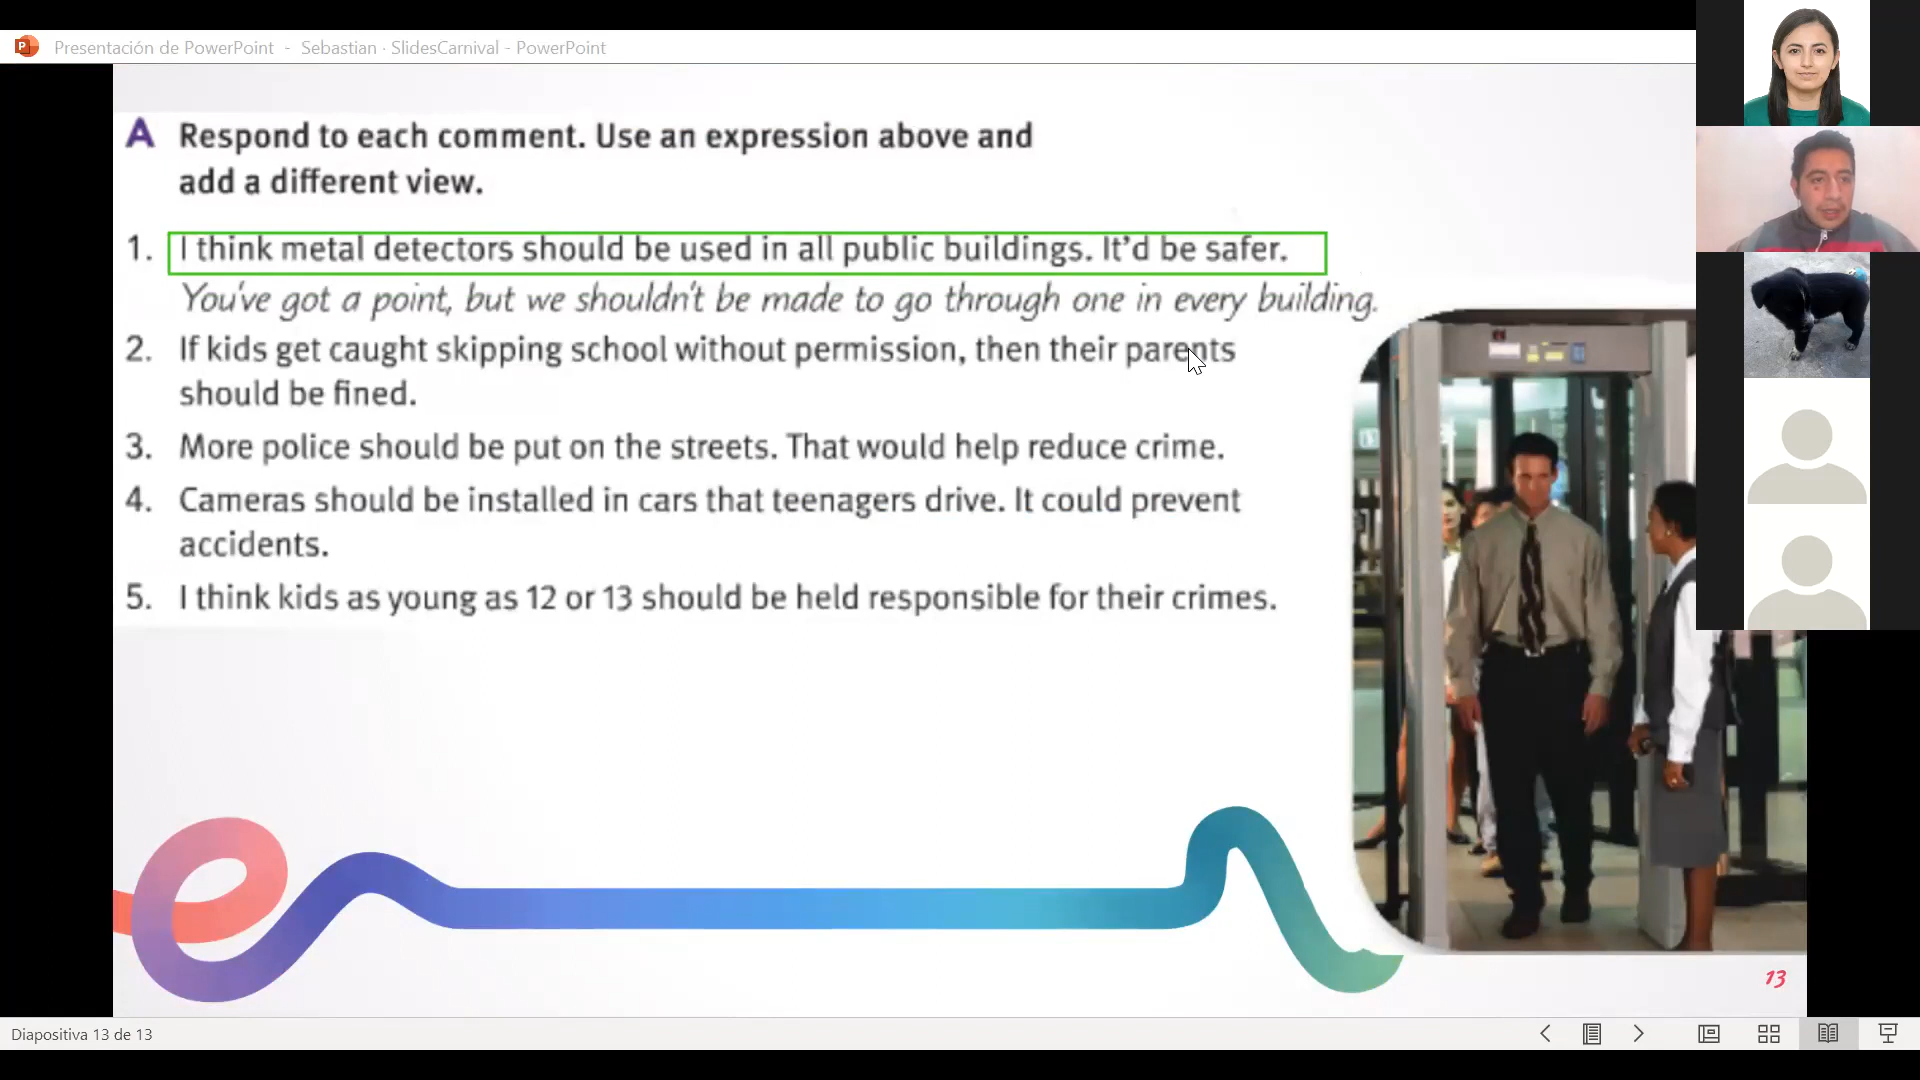 Presentación de PowerPoint - Sebastian · SlidesCarnival - PowerPoint
A Respond to each comment. Use an expression above and
add a different view.
1. I think metal detectors should be used in all public buildings. It'd be safer.
You've got a point, but we shouldn't be made to go through one in every building.
2. If kids get caught skipping school without permission, then their parents
should be fined.
3. More police should be put on the streets. That would help reduce crime.
4. Cameras should be installed in cars that teenagers drive. It could prevent
accidents.
5. I think kids as young as 12 or 13 should be held responsible for their crimes.
13
Diapositiva 13 de 13